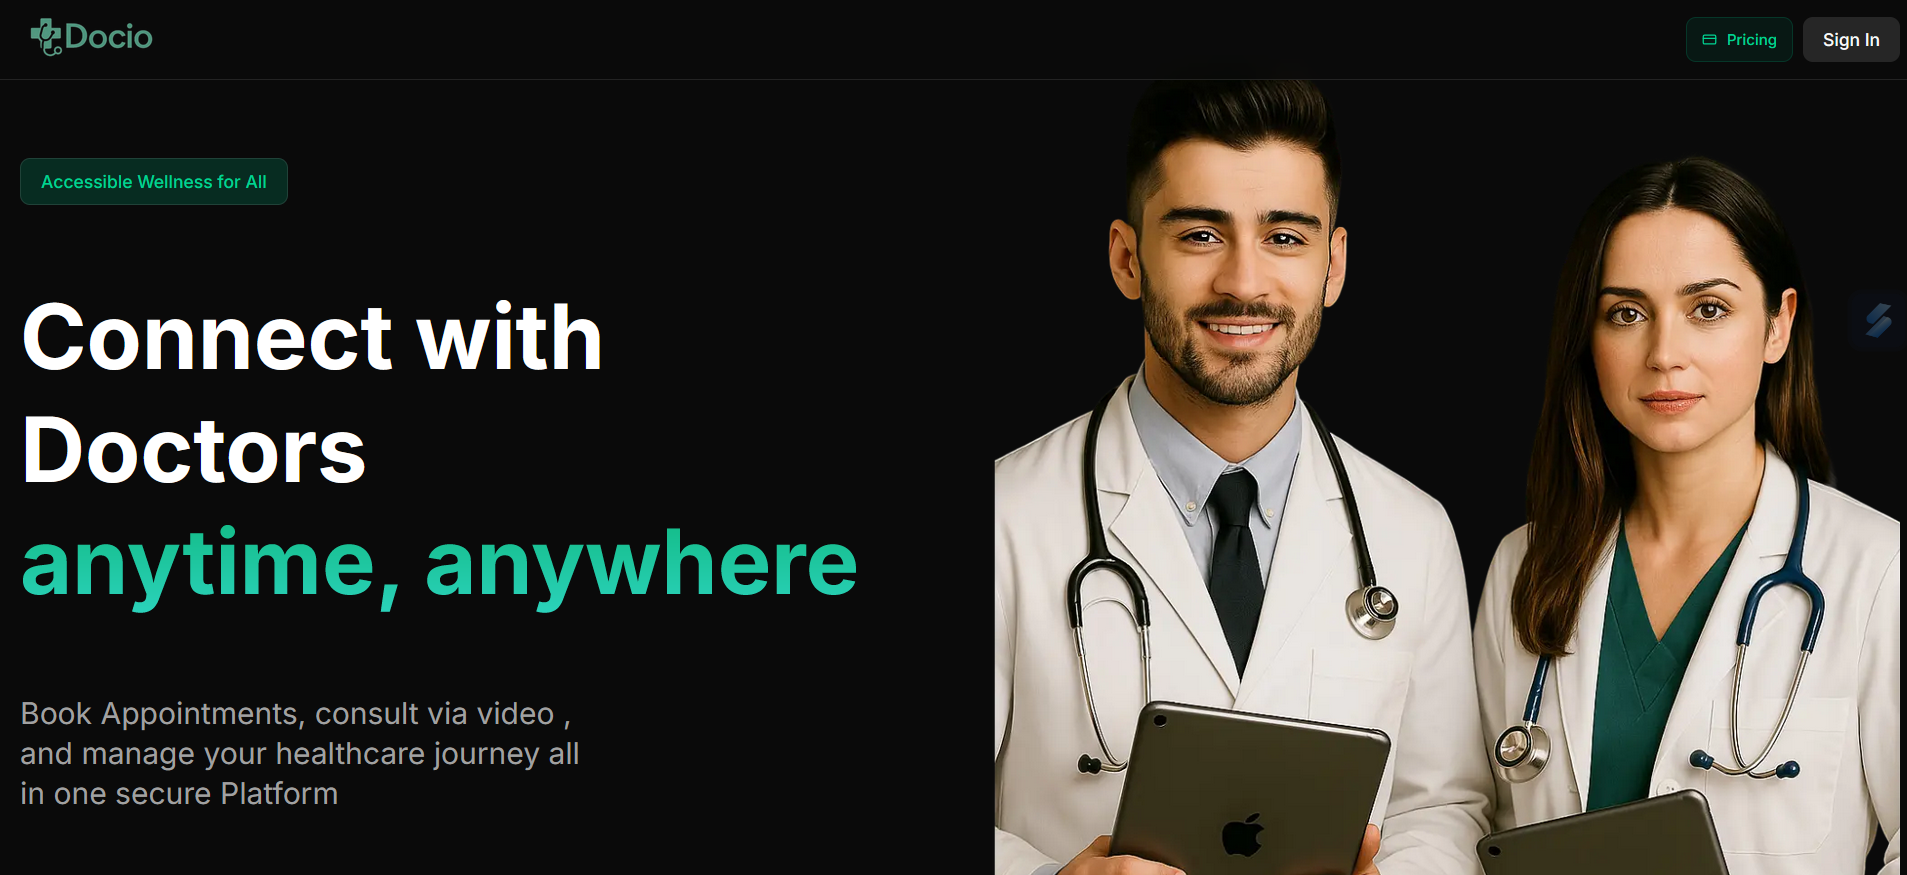 Docio
Pricing
Sign In
Accessible Wellness for All
Connect with
Doctors
anytime, anywhere
Book Appointments, consult via video ,
and manage your healthcare journey all
in one secure Platform